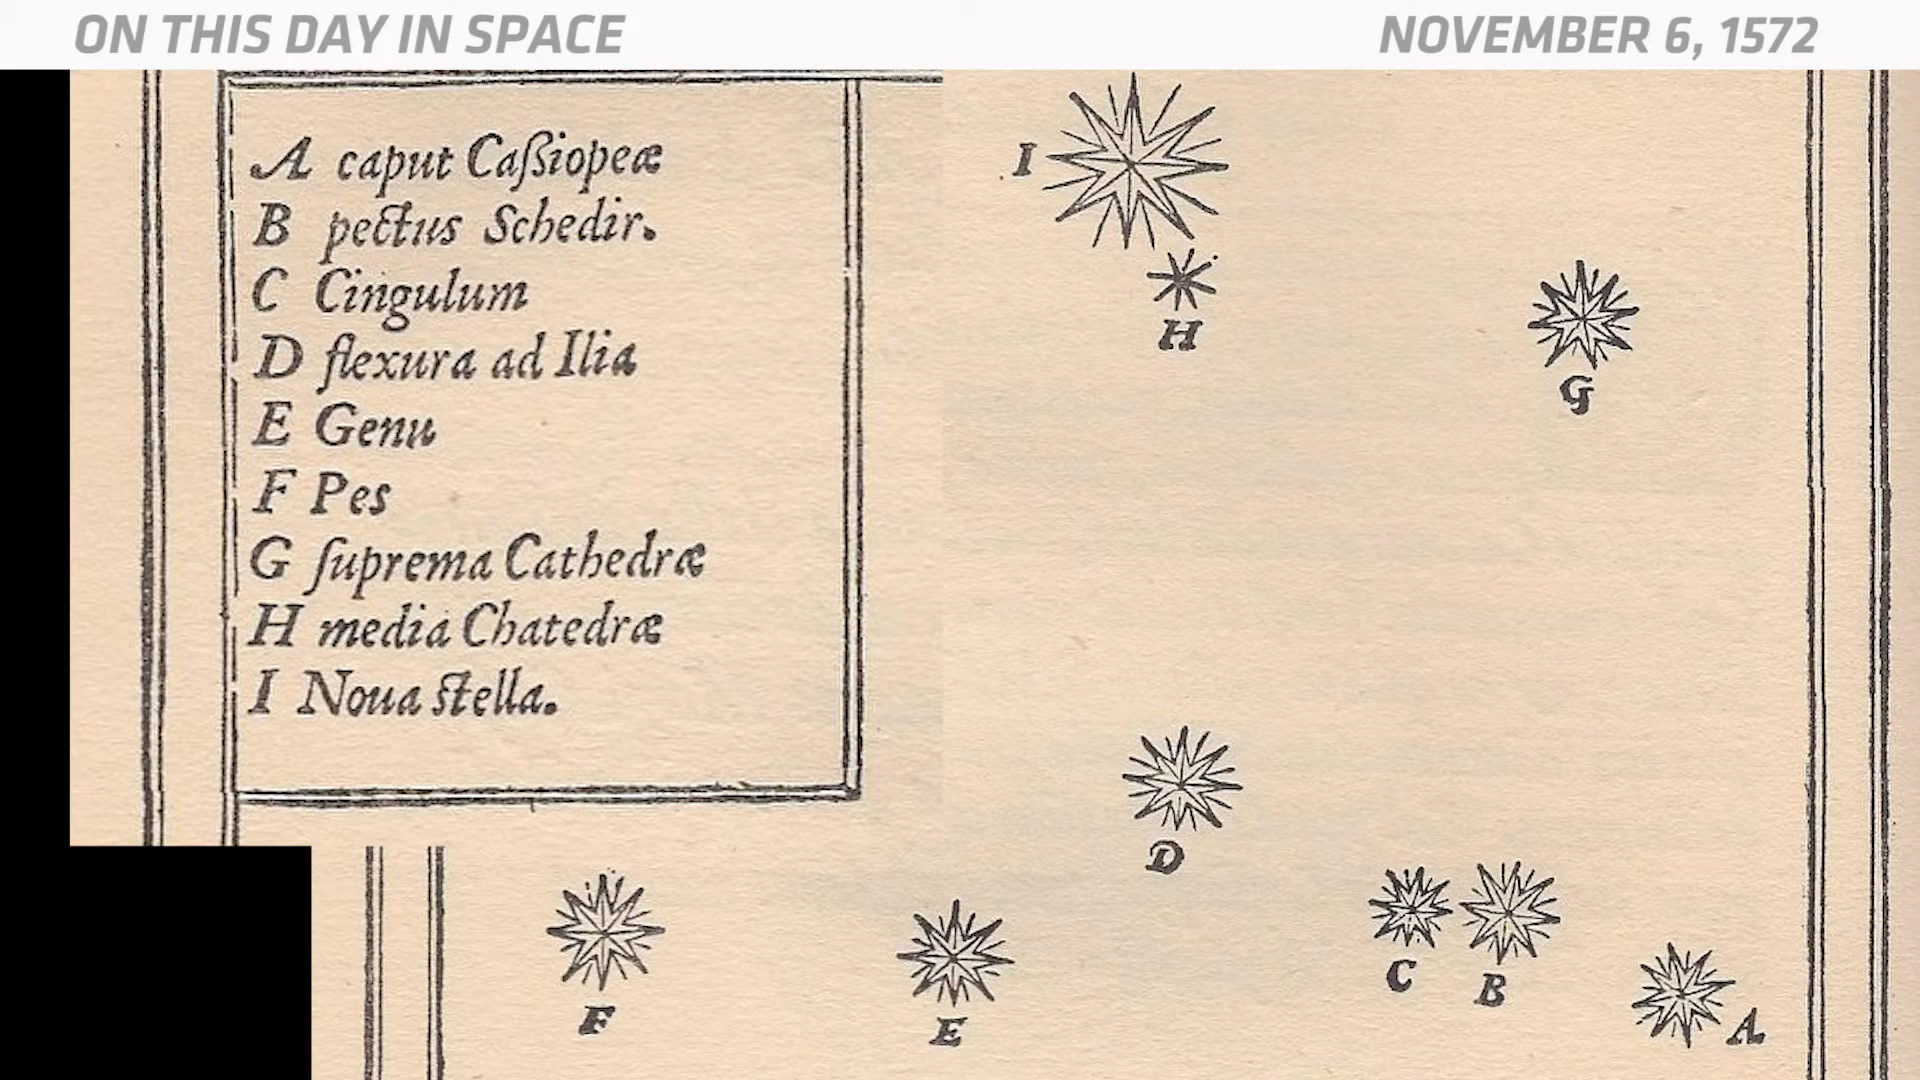 ON THIS DAY IN SPACE
NOVEMBER 6, 1572
A caput Caſsiopeæ
B pectus Schedir.
C Cingulum
D flexura ad Ilia
E Genu
F Pes
G ſuprema Cathedræ
H media Chatedræ
I Noua ſtella.
I
H
G
D
F
E
C
B
A